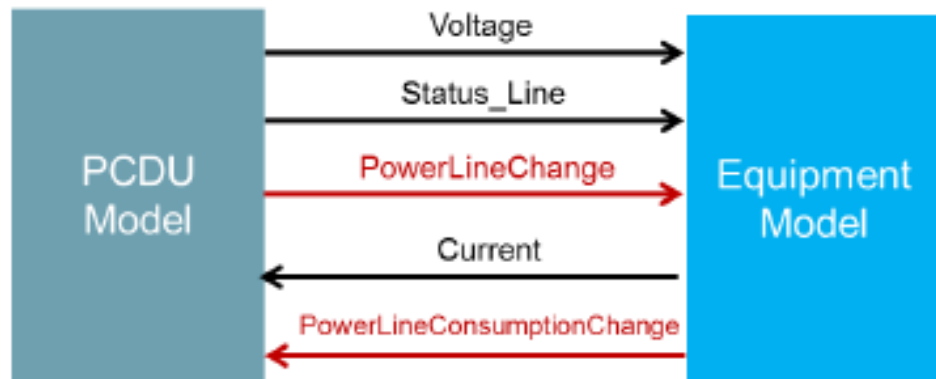 Voltage
Status_Line
PowerLineChange
Current
PowerLineConsumptionChange
PCDU
Model
Equipment
Model